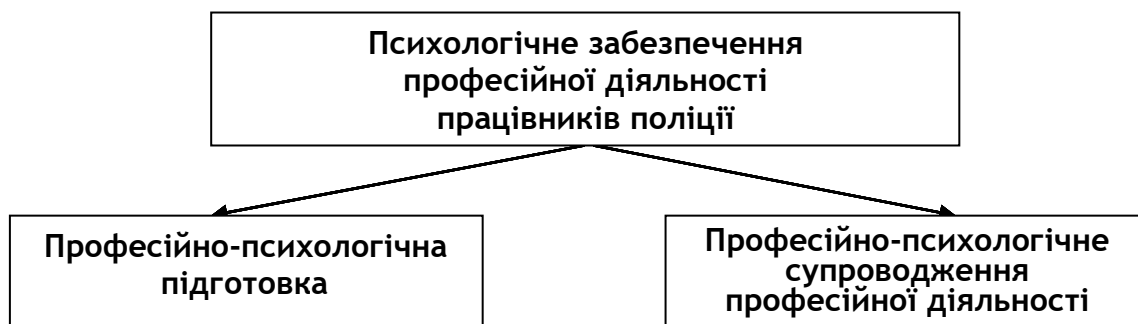 Психологічне забезпечення
професійної діяльності
працівників поліції
Професійно-психологічна
підготовка
Професійно-психологічне
супроводження
професійної діяльності